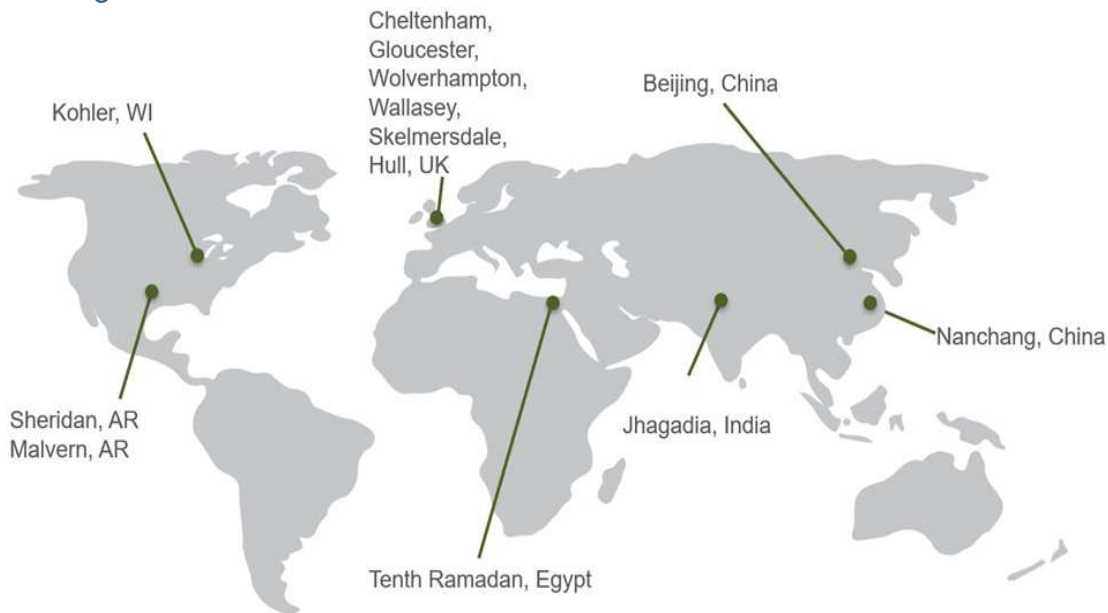 Cheltenham,
Gloucester,
Wolverhampton,
Wallasey,
Skelmersdale,
Hull, UK
Kohler, WI
Beijing, China
Nanchang, China
Sheridan, AR
Malvern, AR
Jhagadia, India
Tenth Ramadan, Egypt